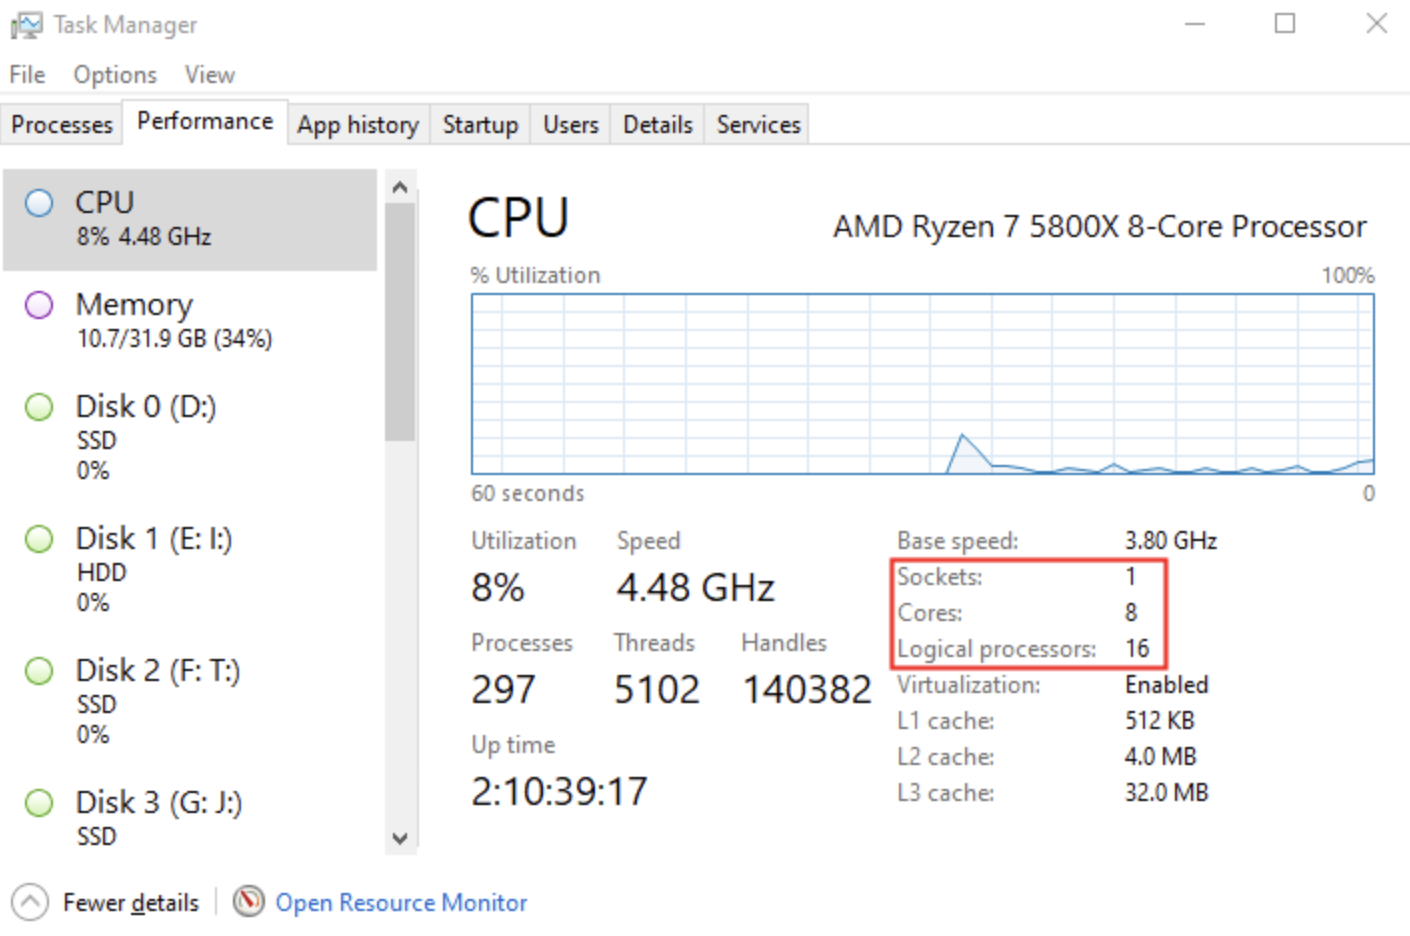 Task Manager
File Options View
Processes Performance App history Startup Users Details Services
CPU
8% 4.48 GHz
Memory
10.7/31.9 GB (34%)
Disk 0 (D:)
SSD
0%
Disk 1 (E: I:)
HDD
0%
Disk 2 (F: T:)
SSD
0%
Disk 3 (G: J:)
SSD
CPU AMD Ryzen 7 5800X 8-Core Processor
% Utilization 100%
60 seconds 0
Utilization Speed
8% 4.48 GHz
Processes Threads Handles
297 5102 140382
Up time
2:10:39:17
Base speed: 3.80 GHz
Sockets: 1
Cores: 8
Logical processors: 16
Virtualization: Enabled
L1 cache: 512 KB
L2 cache: 4.0 MB
L3 cache: 32.0 MB
Fewer details Open Resource Monitor